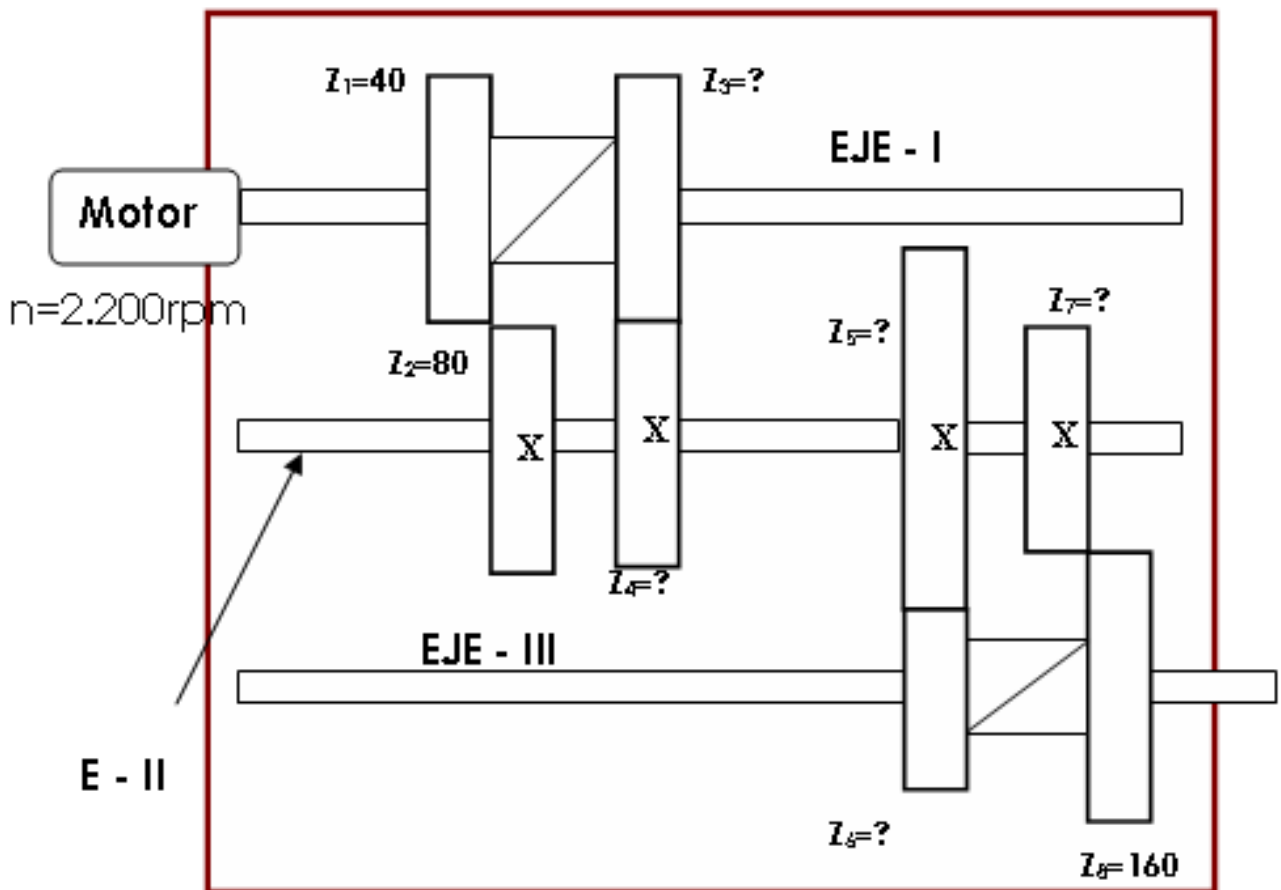 Z₁=40
Z₃=?
EJE - I
Motor
n=2.200rpm
Z₇=?
Z₅=?
Z₂=80
X
X
X
X
Z₄=?
EJE - III
E - II
Z₆=?
Z₈=160